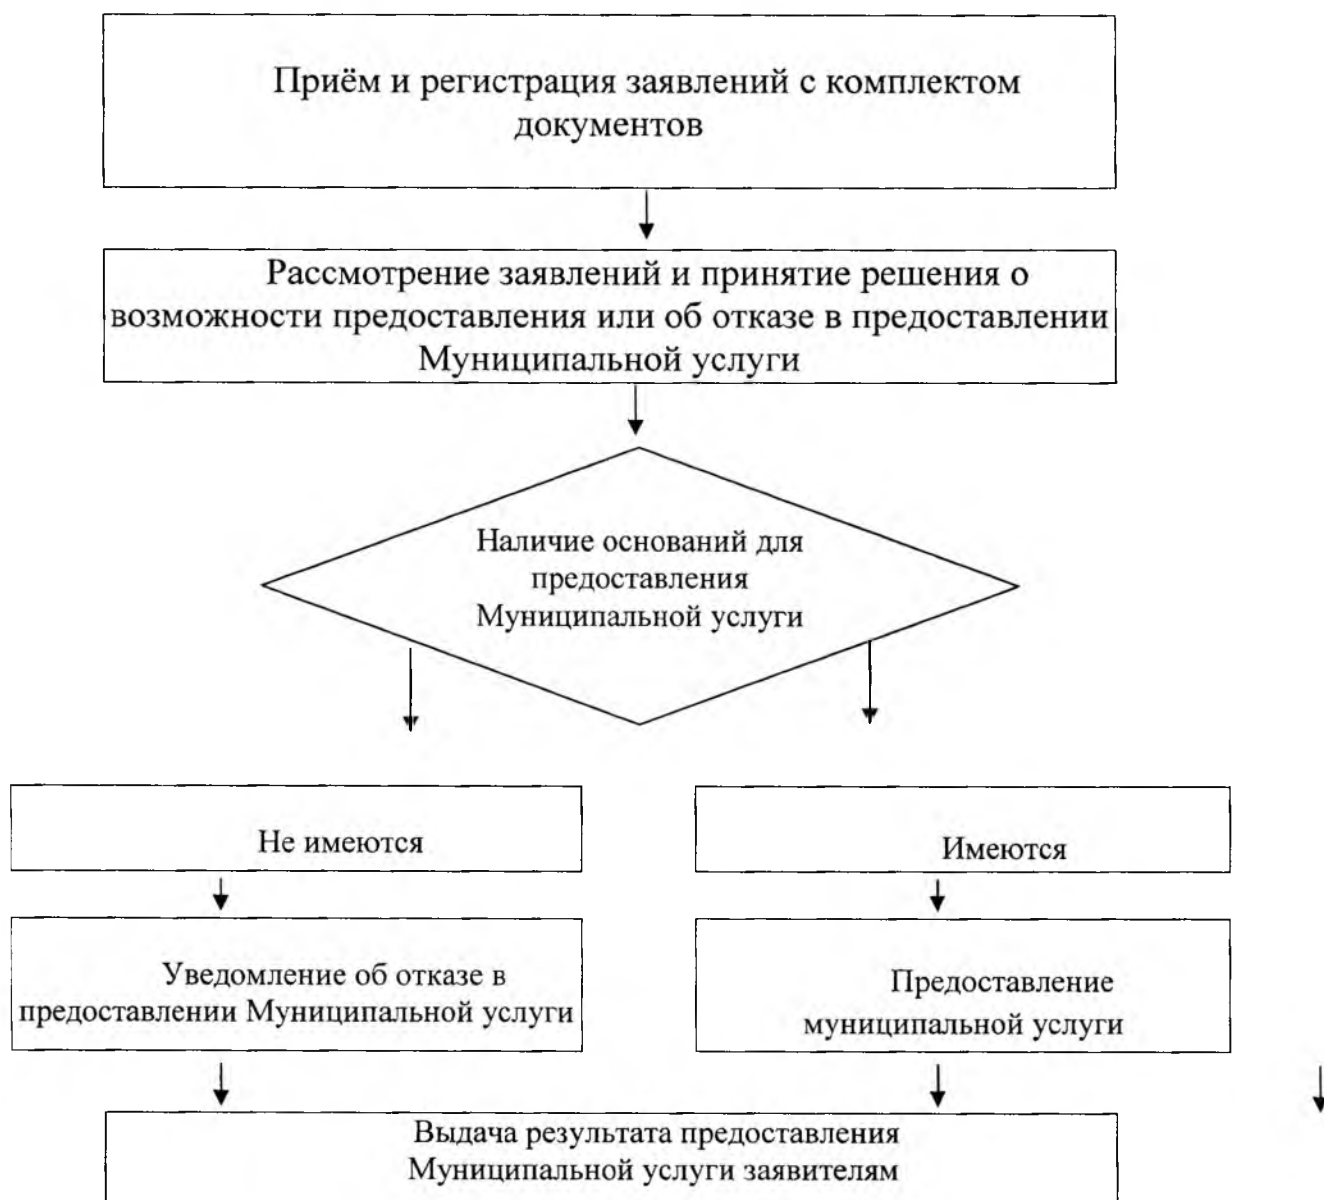 Приём и регистрация заявлений с комплектом
документов
Рассмотрение заявлений и принятие решения о
возможности предоставления или об отказе в предоставлении
Муниципальной услуги
Наличие оснований для
предоставления
Муниципальной услуги
Не имеются
Имеются
Уведомление об отказе в
предоставлении Муниципальной услуги
Предоставление
муниципальной услуги
Выдача результата предоставления
Муниципальной услуги заявителям